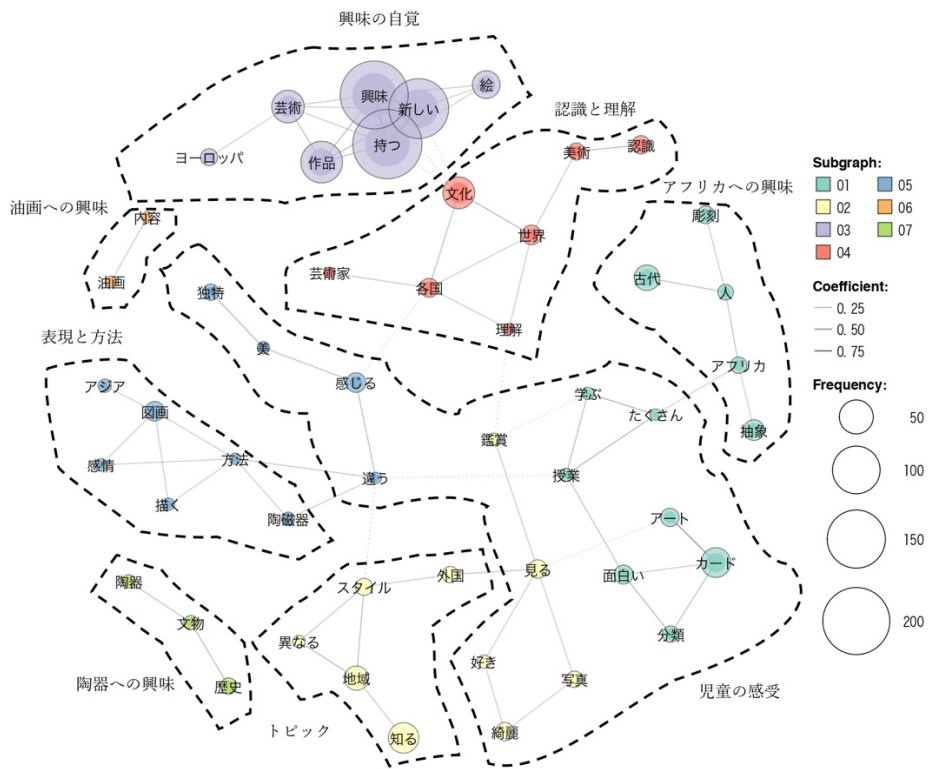 興味の自覚
絵
興味
新しい
芸術
持つ
作品
ヨーロッパ
認識と理解
美術
認識
文化
世界
芸術家
各国
理解
アフリカへの興味
彫刻
古代
人
アフリカ
抽象
油画への興味
内容
油画
独特
美
感じる
表現と方法
アジア
図画
感情
方法
描く
陶磁器
違う
学ぶ
たくさん
鑑賞
授業
アート
カード
面白い
分類
見る
外国
スタイル
異なる
地域
知る
好き
写真
綺麗
児童の感受
トピック
陶器
文物
歴史
陶器への興味
Subgraph:
01 05
02 06
03 07
04
Coefficient:
0. 25
0. 50
0. 75
Frequency:
50
100
150
200